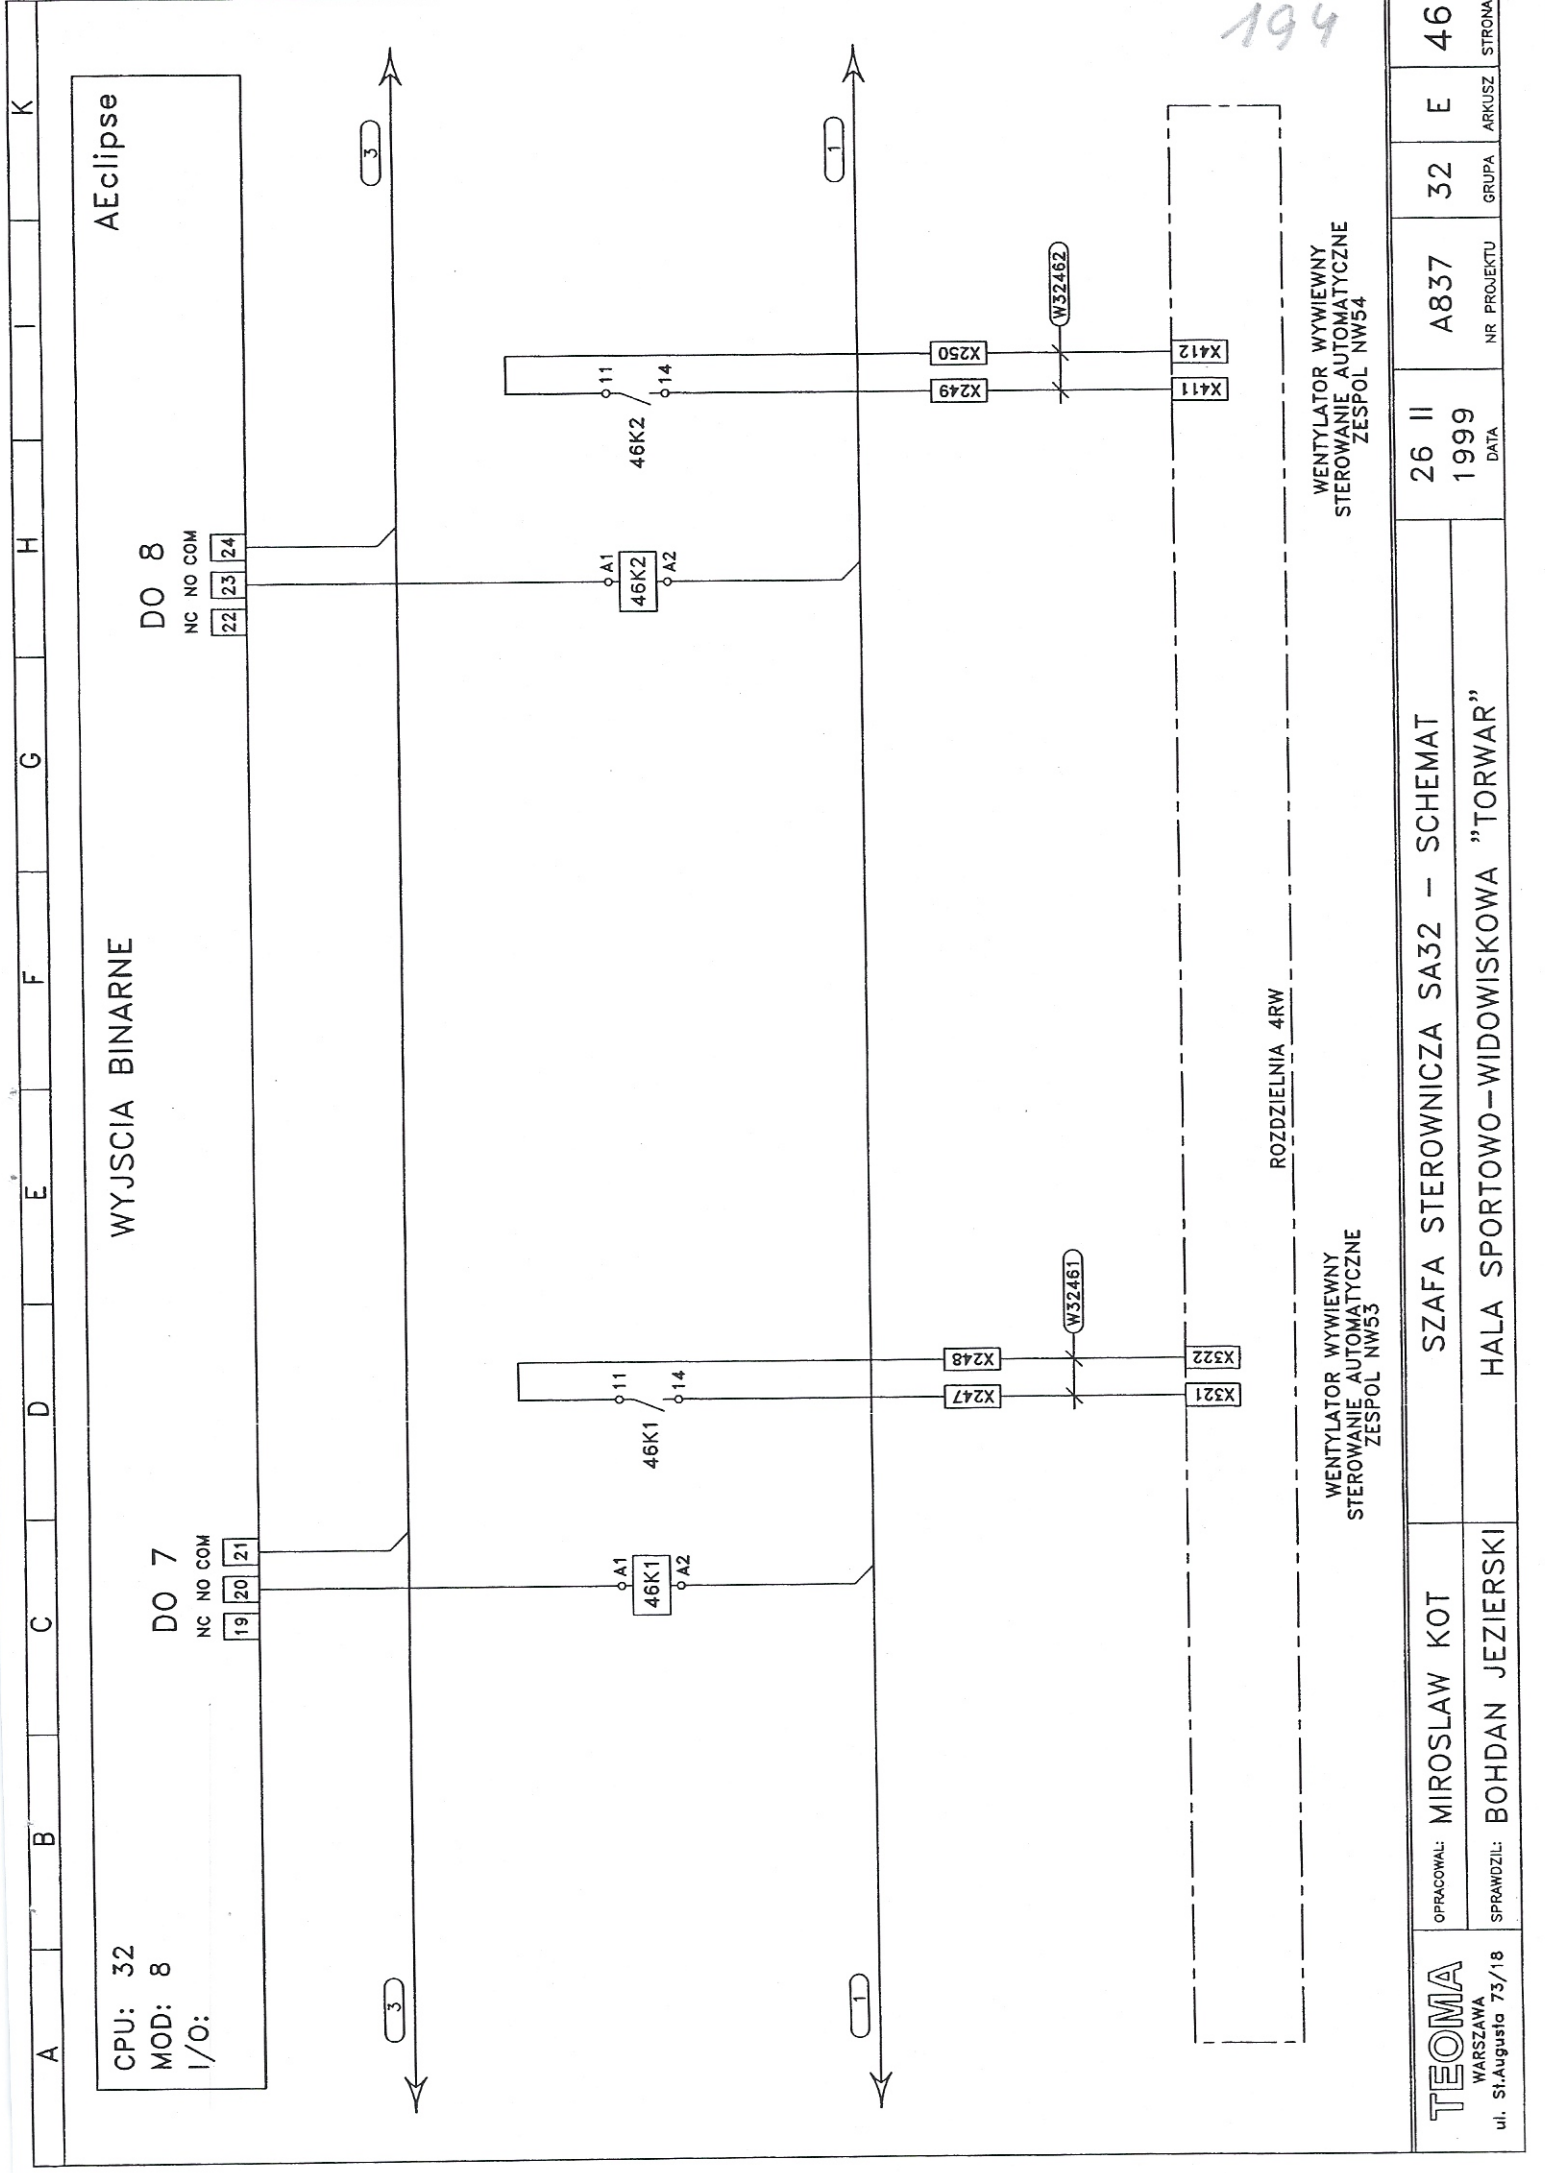 A B C D E F G H I K
CPU: 32
MOD: 8
I/O:
WYJSCIA BINARNE
AEclipse
DO 7
NC NO COM
19 20 21
DO 8
NC NO COM
22 23 24
3
3
A1
46K1
A2
46K1
11
14
A1
46K2
A2
46K2
11
14
1
1
X247 X248
W32461
X321 X322
X249 X250
W32462
X411 X412
ROZDZIELNIA 4RW
WENTYLATOR WYWIEWNY
STEROWANIE AUTOMATYCZNE
ZESPOL NW53
WENTYLATOR WYWIEWNY
STEROWANIE AUTOMATYCZNE
ZESPOL NW54
194
TEOMA
WARSZAWA
ul. St.Augusta 73/18
OPRACOWAL: MIROSLAW KOT
SPRAWDZIL: BOHDAN JEZIERSKI
SZAFA STEROWNICZA SA32 – SCHEMAT
HALA SPORTOWO–WIDOWISKOWA "TORWAR"
26 II
1999
DATA
A837
NR PROJEKTU
32
GRUPA
E
ARKUSZ
46
STRONA